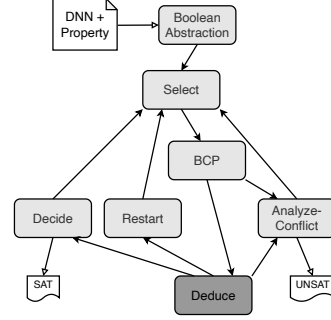 DNN +
Property
Boolean
Abstraction
Select
BCP
Decide
Restart
Analyze-
Conflict
SAT
Deduce
UNSAT